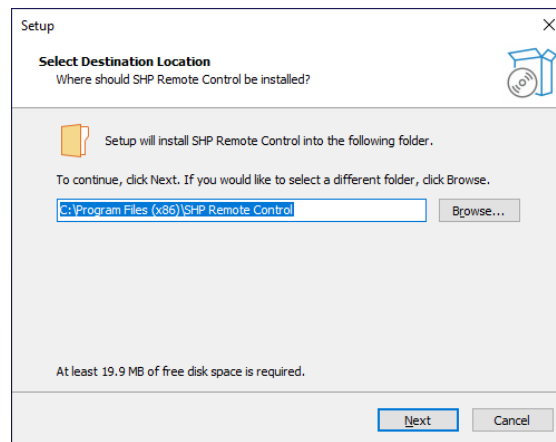 Setup
Select Destination Location
Where should SHP Remote Control be installed?
Setup will install SHP Remote Control into the following folder.
To continue, click Next. If you would like to select a different folder, click Browse.
C:\Program Files (x86)\SHP Remote Control
Browse...
At least 19.9 MB of free disk space is required.
Next
Cancel